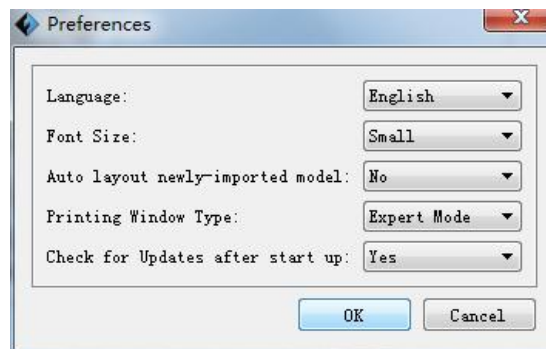 Preferences
Language: English
Font Size: Small
Auto layout newly-imported model: No
Printing Window Type: Expert Mode
Check for Updates after start up: Yes
OK Cancel